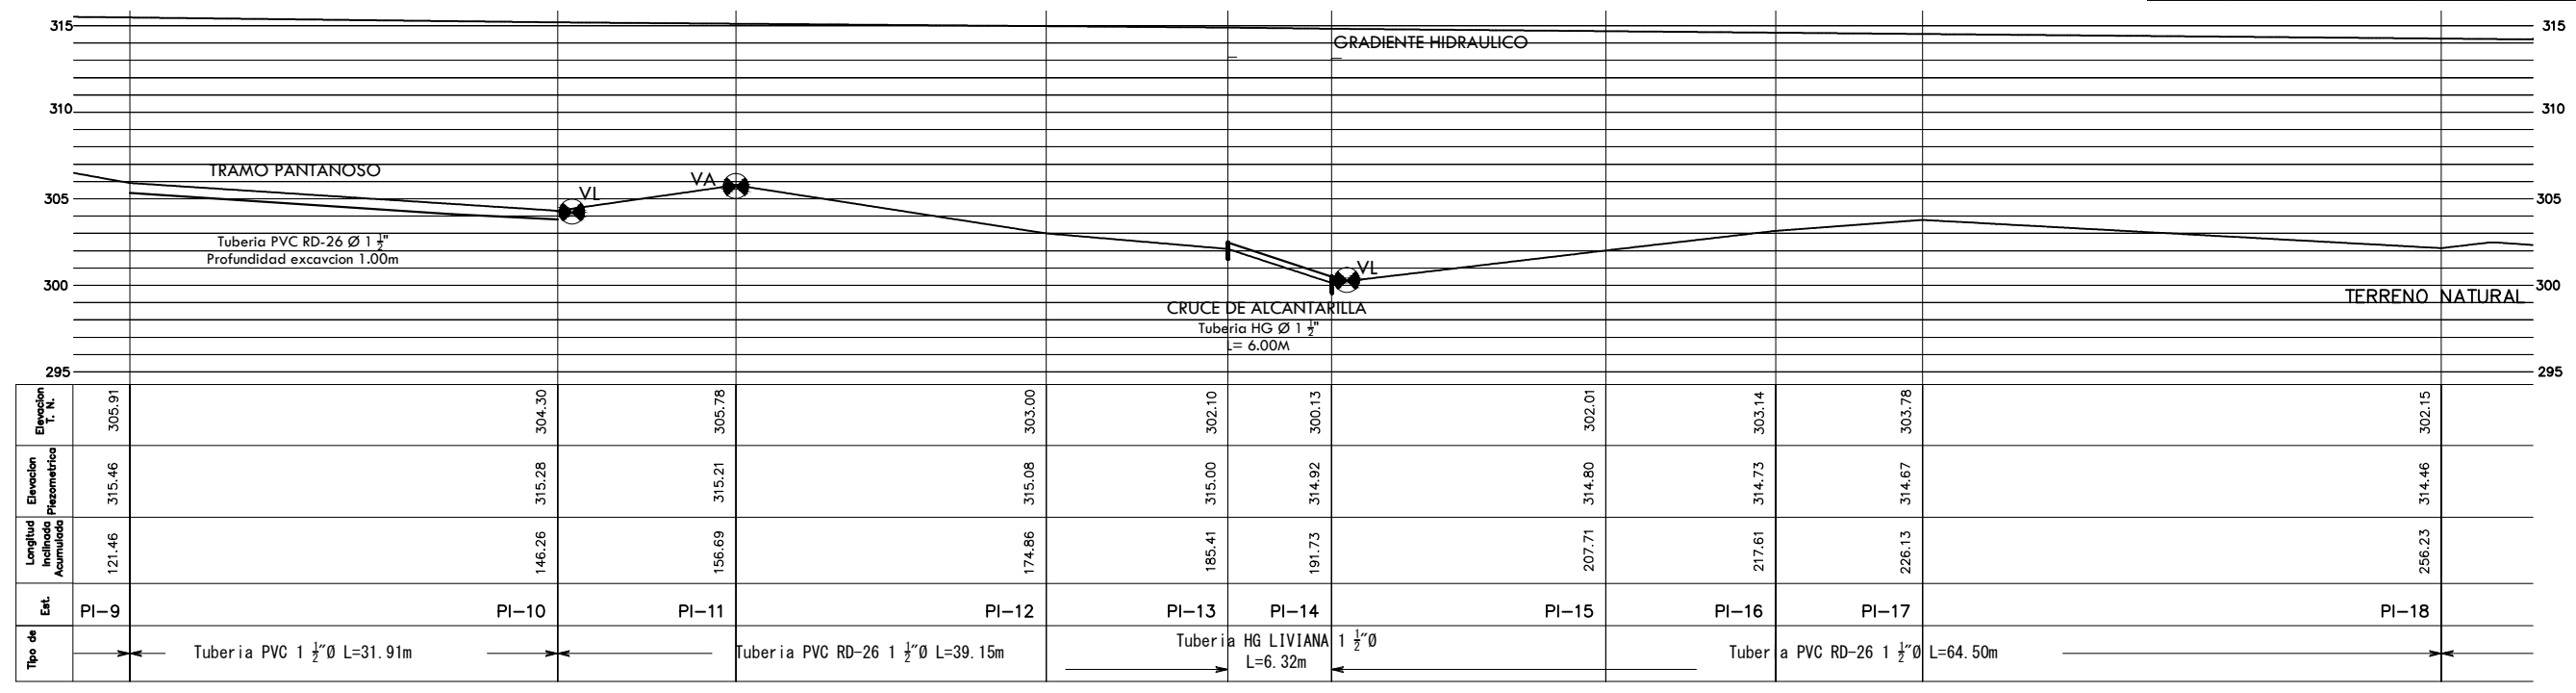 315
315
GRADIENTE HIDRAULICO
310
310
TRAMO PANTANOSO
VA
VL
305
305
Tuberia PVC RD-26 Ø 1 ½"
Profundidad excavcion 1.00m
VL
300
300
TERRENO NATURAL
CRUCE DE ALCANTARILLA
Tuberia HG Ø 1 ½"
L= 6.00M
295
295
Elevacion T. N.
305.91 304.30 305.78 303.00 302.10 300.13 302.01 303.14 303.78 302.15
Elevacion Piezometrica
315.46 315.28 315.21 315.08 315.00 314.92 314.80 314.73 314.67 314.46
Longitud Inclinada Acumulada
121.46 146.26 156.69 174.86 185.41 191.73 207.71 217.61 226.13 256.23
Est.
PI-9 PI-10 PI-11 PI-12 PI-13 PI-14 PI-15 PI-16 PI-17 PI-18
Tipo de
Tuberia PVC 1 ½"Ø L=31.91m
Tuberia PVC RD-26 1 ½"Ø L=39.15m
Tuberia HG LIVIANA 1 ½"Ø
L=6.32m
Tuberia PVC RD-26 1 ½"Ø L=64.50m